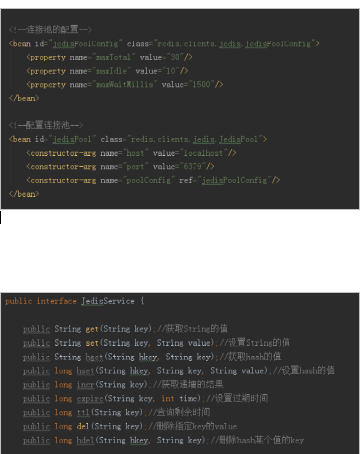 <!--连接池的配置-->
<bean id="jedisPoolConfig" class="redis.clients.jedis.JedisPoolConfig">
<property name="maxTotal" value="30"/>
<property name="maxIdle" value="10"/>
<property name="maxWaitMillis" value="1500"/>
</bean>
<!--配置连接池-->
<bean id="jedisPool" class="redis.clients.jedis.JedisPool">
<constructor-arg name="host" value="localhost"/>
<constructor-arg name="port" value="6379"/>
<constructor-arg name="poolConfig" ref="jedisPoolConfig"/>
</bean>
public interface JedisService {
public String get(String key);//获取String的值
public String set(String key, String value);//设置String的值
public String hget(String hkey, String key);//获取hash的值
public long hset(String hkey, String key, String value);//设置hash的值
public long incr(String key);//获取递增的结果
public long expire(String key, int time);//设置过期时间
public long ttl(String key);//查询剩余时间
public long del(String key);//删除指定key的value
public long hdel(String hkey, String key);//删除hash某个值的key